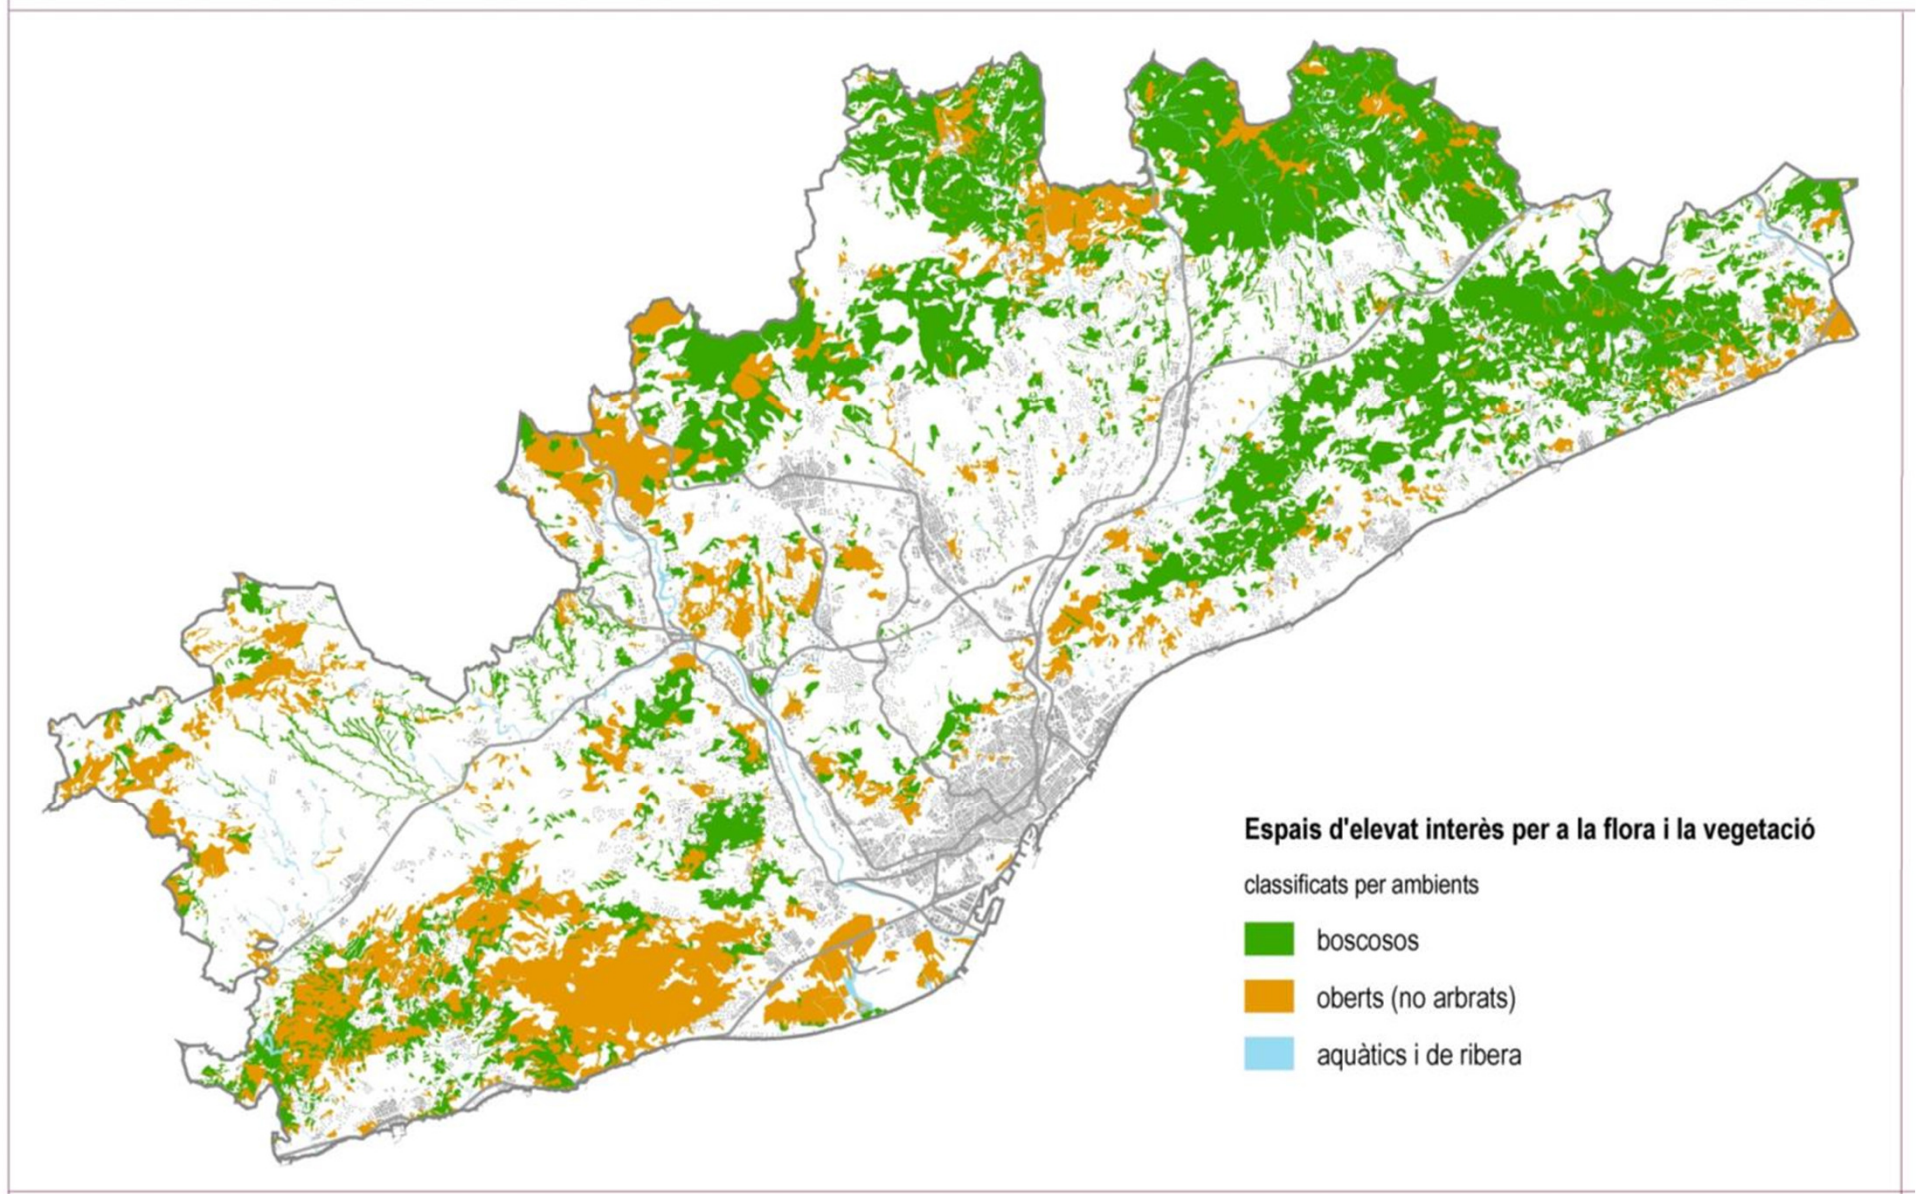 Espais d'elevat interès per a la flora i la vegetació
classificats per ambients
boscosos
oberts (no arbrats)
aquàtics i de ribera